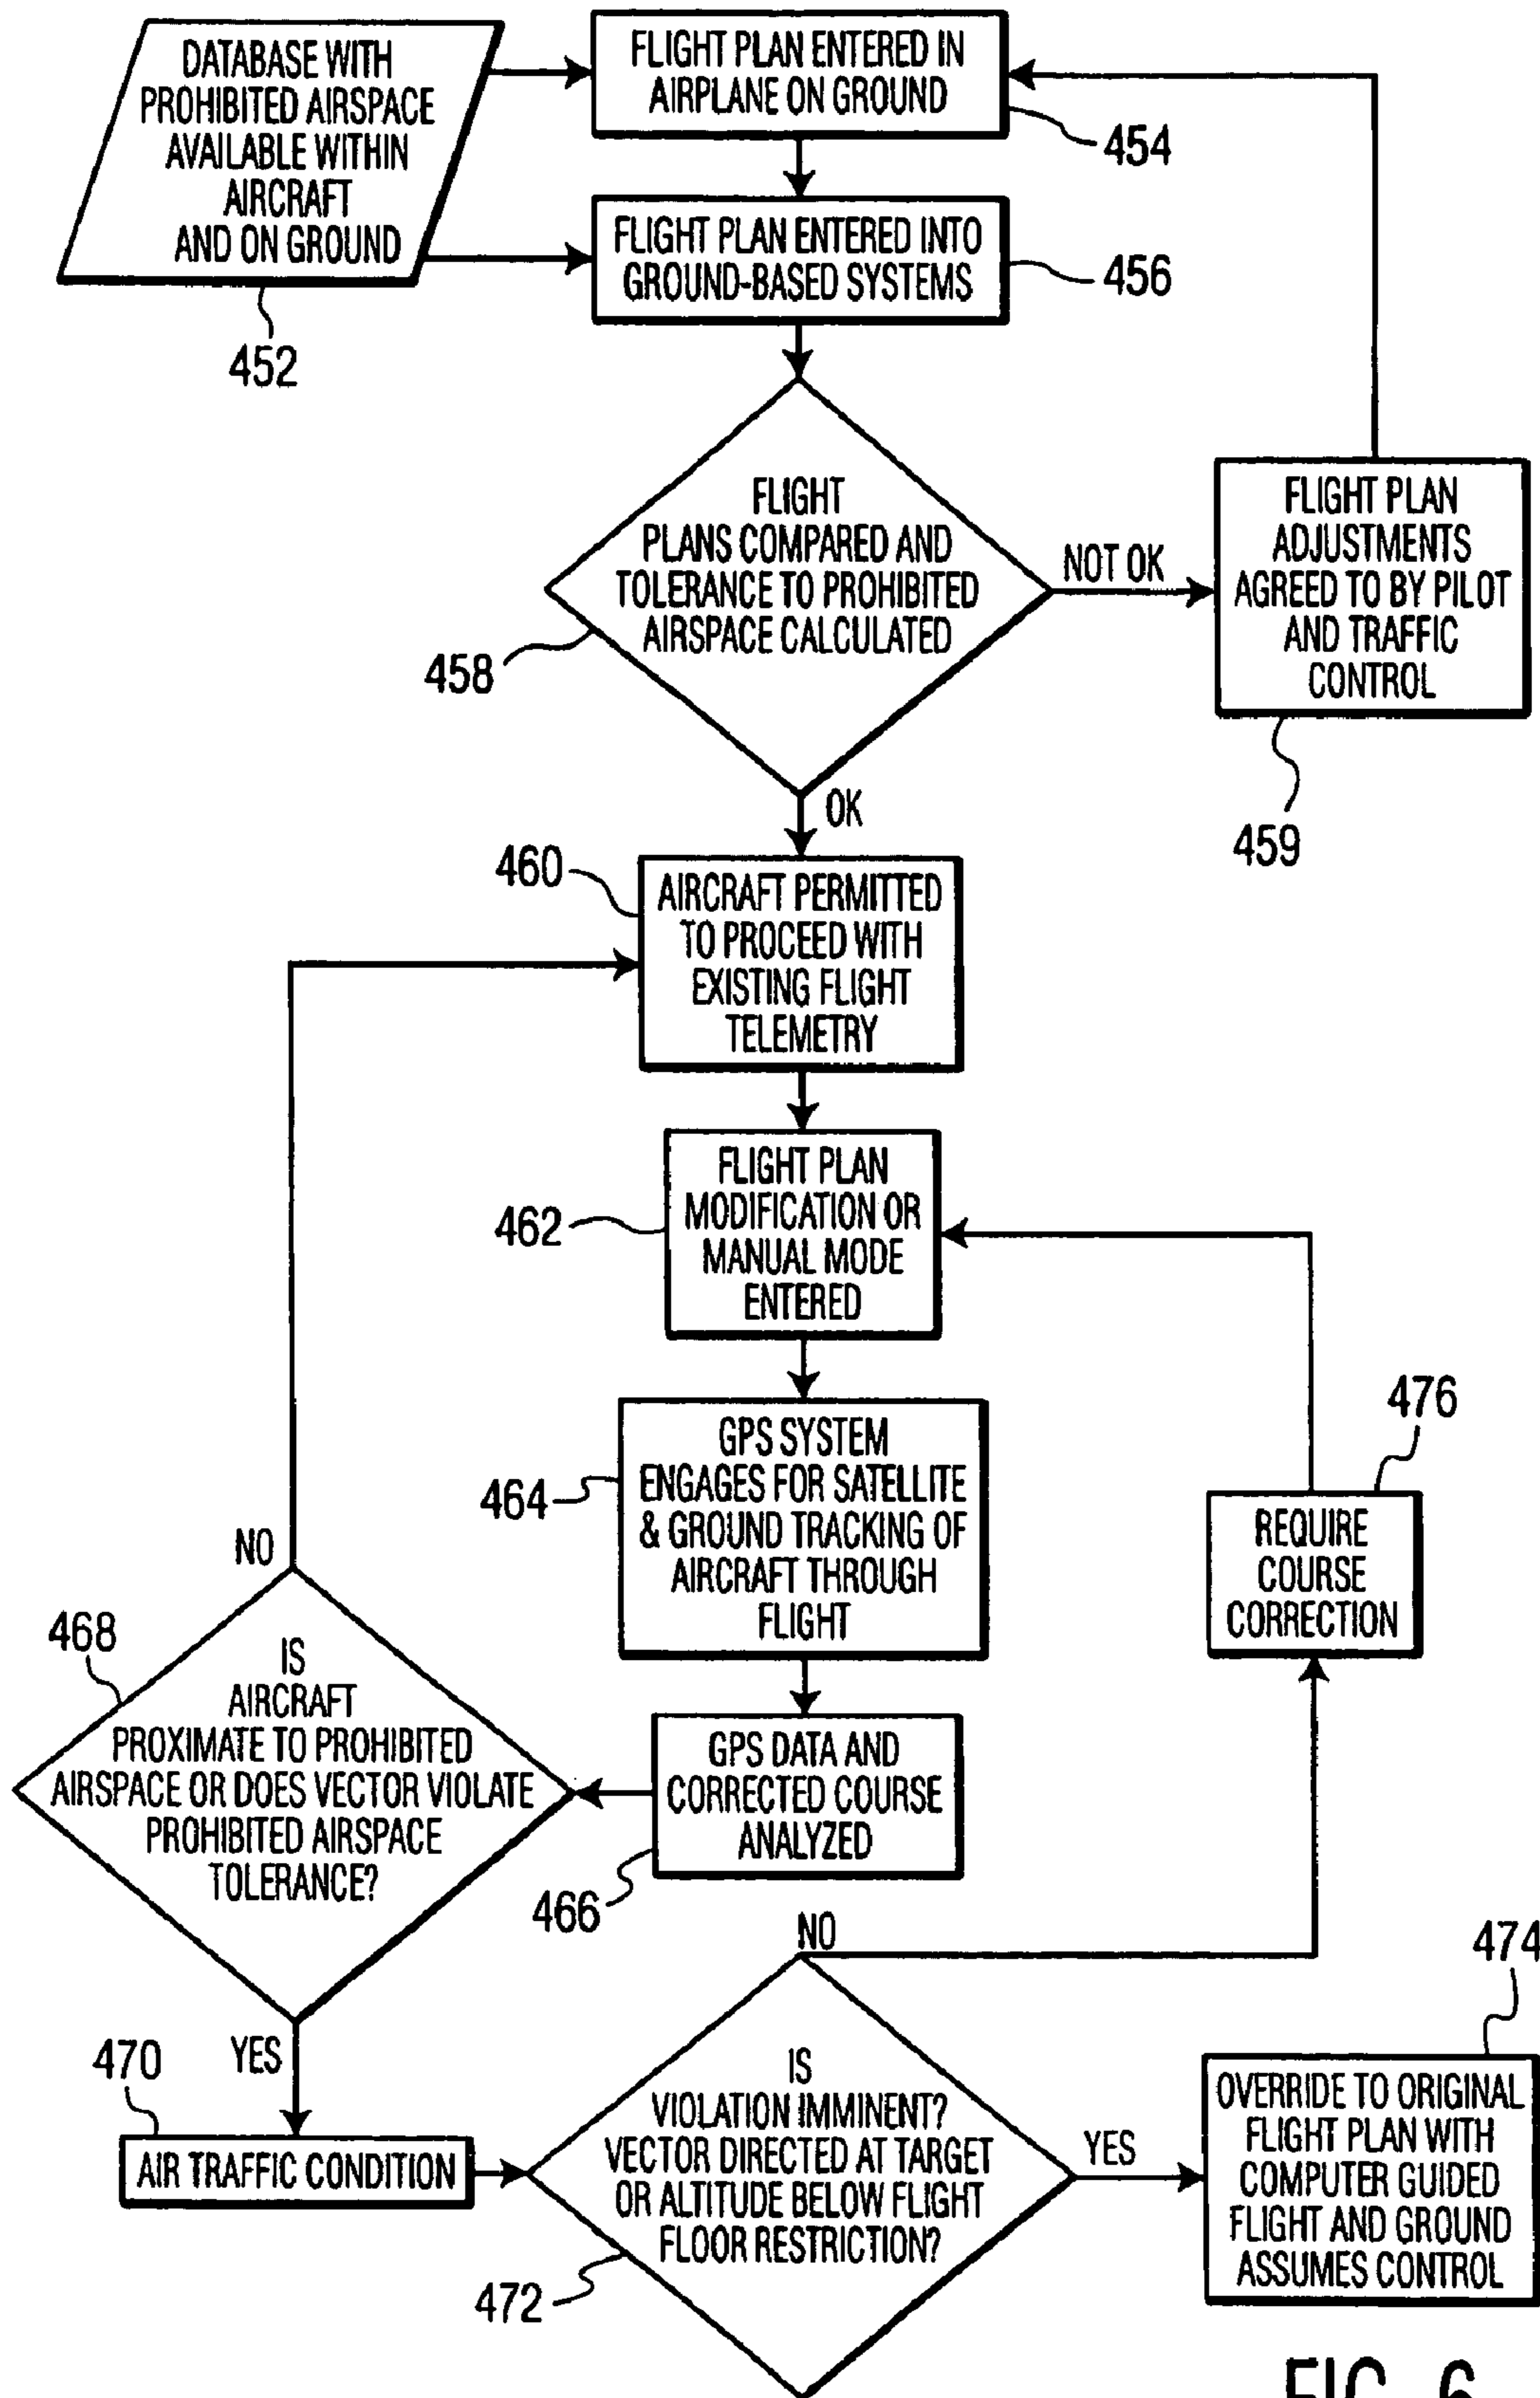 DATABASE WITH
PROHIBITED AIRSPACE
AVAILABLE WITHIN
AIRCRAFT
AND ON GROUND
452
FLIGHT PLAN ENTERED IN
AIRPLANE ON GROUND
454
FLIGHT PLAN ENTERED INTO
GROUND-BASED SYSTEMS
456
FLIGHT
PLANS COMPARED AND
TOLERANCE TO PROHIBITED
AIRSPACE CALCULATED
458
NOT OK
FLIGHT PLAN
ADJUSTMENTS
AGREED TO BY PILOT
AND TRAFFIC
CONTROL
459
OK
460
AIRCRAFT PERMITTED
TO PROCEED WITH
EXISTING FLIGHT
TELEMETRY
462
FLIGHT PLAN
MODIFICATION OR
MANUAL MODE
ENTERED
464
GPS SYSTEM
ENGAGES FOR SATELLITE
& GROUND TRACKING OF
AIRCRAFT THROUGH
FLIGHT
476
REQUIRE
COURSE
CORRECTION
GPS DATA AND
CORRECTED COURSE
ANALYZED
466
NO
468
IS
AIRCRAFT
PROXIMATE TO PROHIBITED
AIRSPACE OR DOES VECTOR VIOLATE
PROHIBITED AIRSPACE
TOLERANCE?
YES
470
AIR TRAFFIC CONDITION
NO
IS
VIOLATION IMMINENT?
VECTOR DIRECTED AT TARGET
OR ALTITUDE BELOW FLIGHT
FLOOR RESTRICTION?
472
YES
474
OVERRIDE TO ORIGINAL
FLIGHT PLAN WITH
COMPUTER GUIDED
FLIGHT AND GROUND
ASSUMES CONTROL
FIG. 6